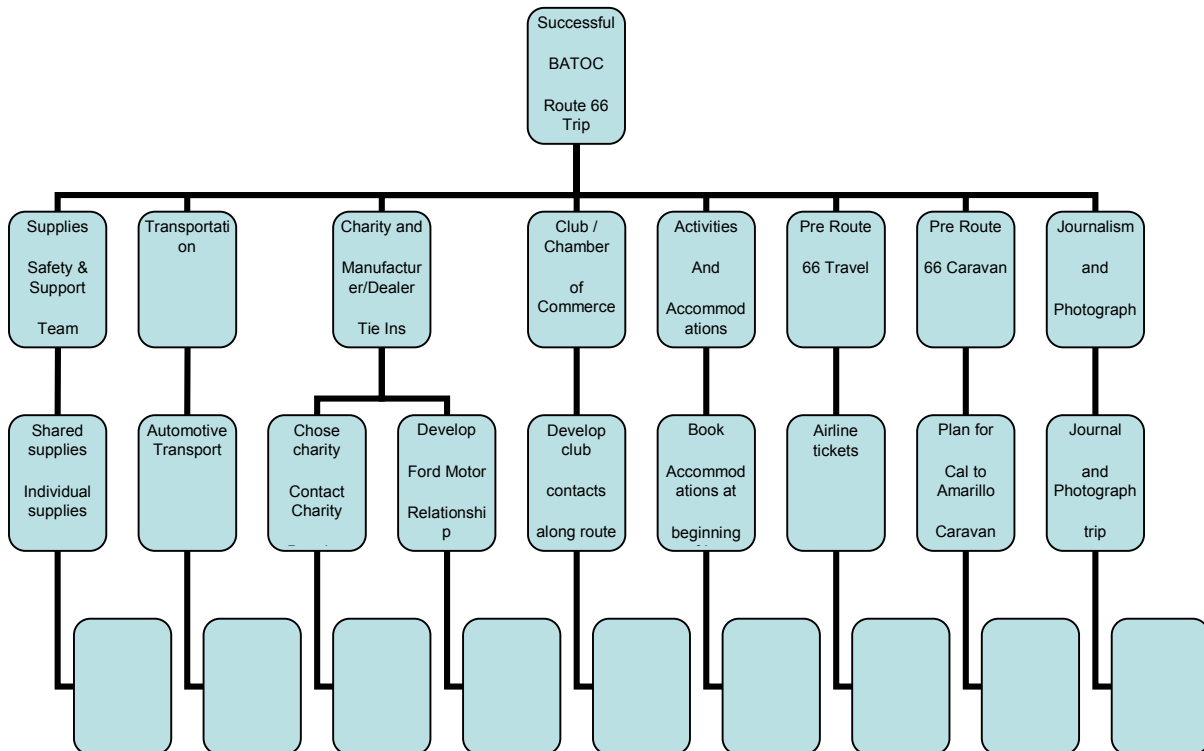 Successful
BATOC
Route 66
Trip
Supplies
Safety &
Support
Team
Transportati
on
Charity and
Manufactur
er/Dealer
Tie Ins
Club /
Chamber
of
Commerce
Activities
And
Accommod
ations
Pre Route
66 Travel
Pre Route
66 Caravan
Journalism
and
Photograph
Shared
supplies
Individual
supplies
Automotive
Transport
Chose
charity
Contact
Charity
Develop
Ford Motor
Relationshi
p
Develop
club
contacts
along route
Book
Accommod
ations at
beginning
Airline
tickets
Plan for
Cal to
Amarillo
Caravan
Journal
and
Photograph
trip